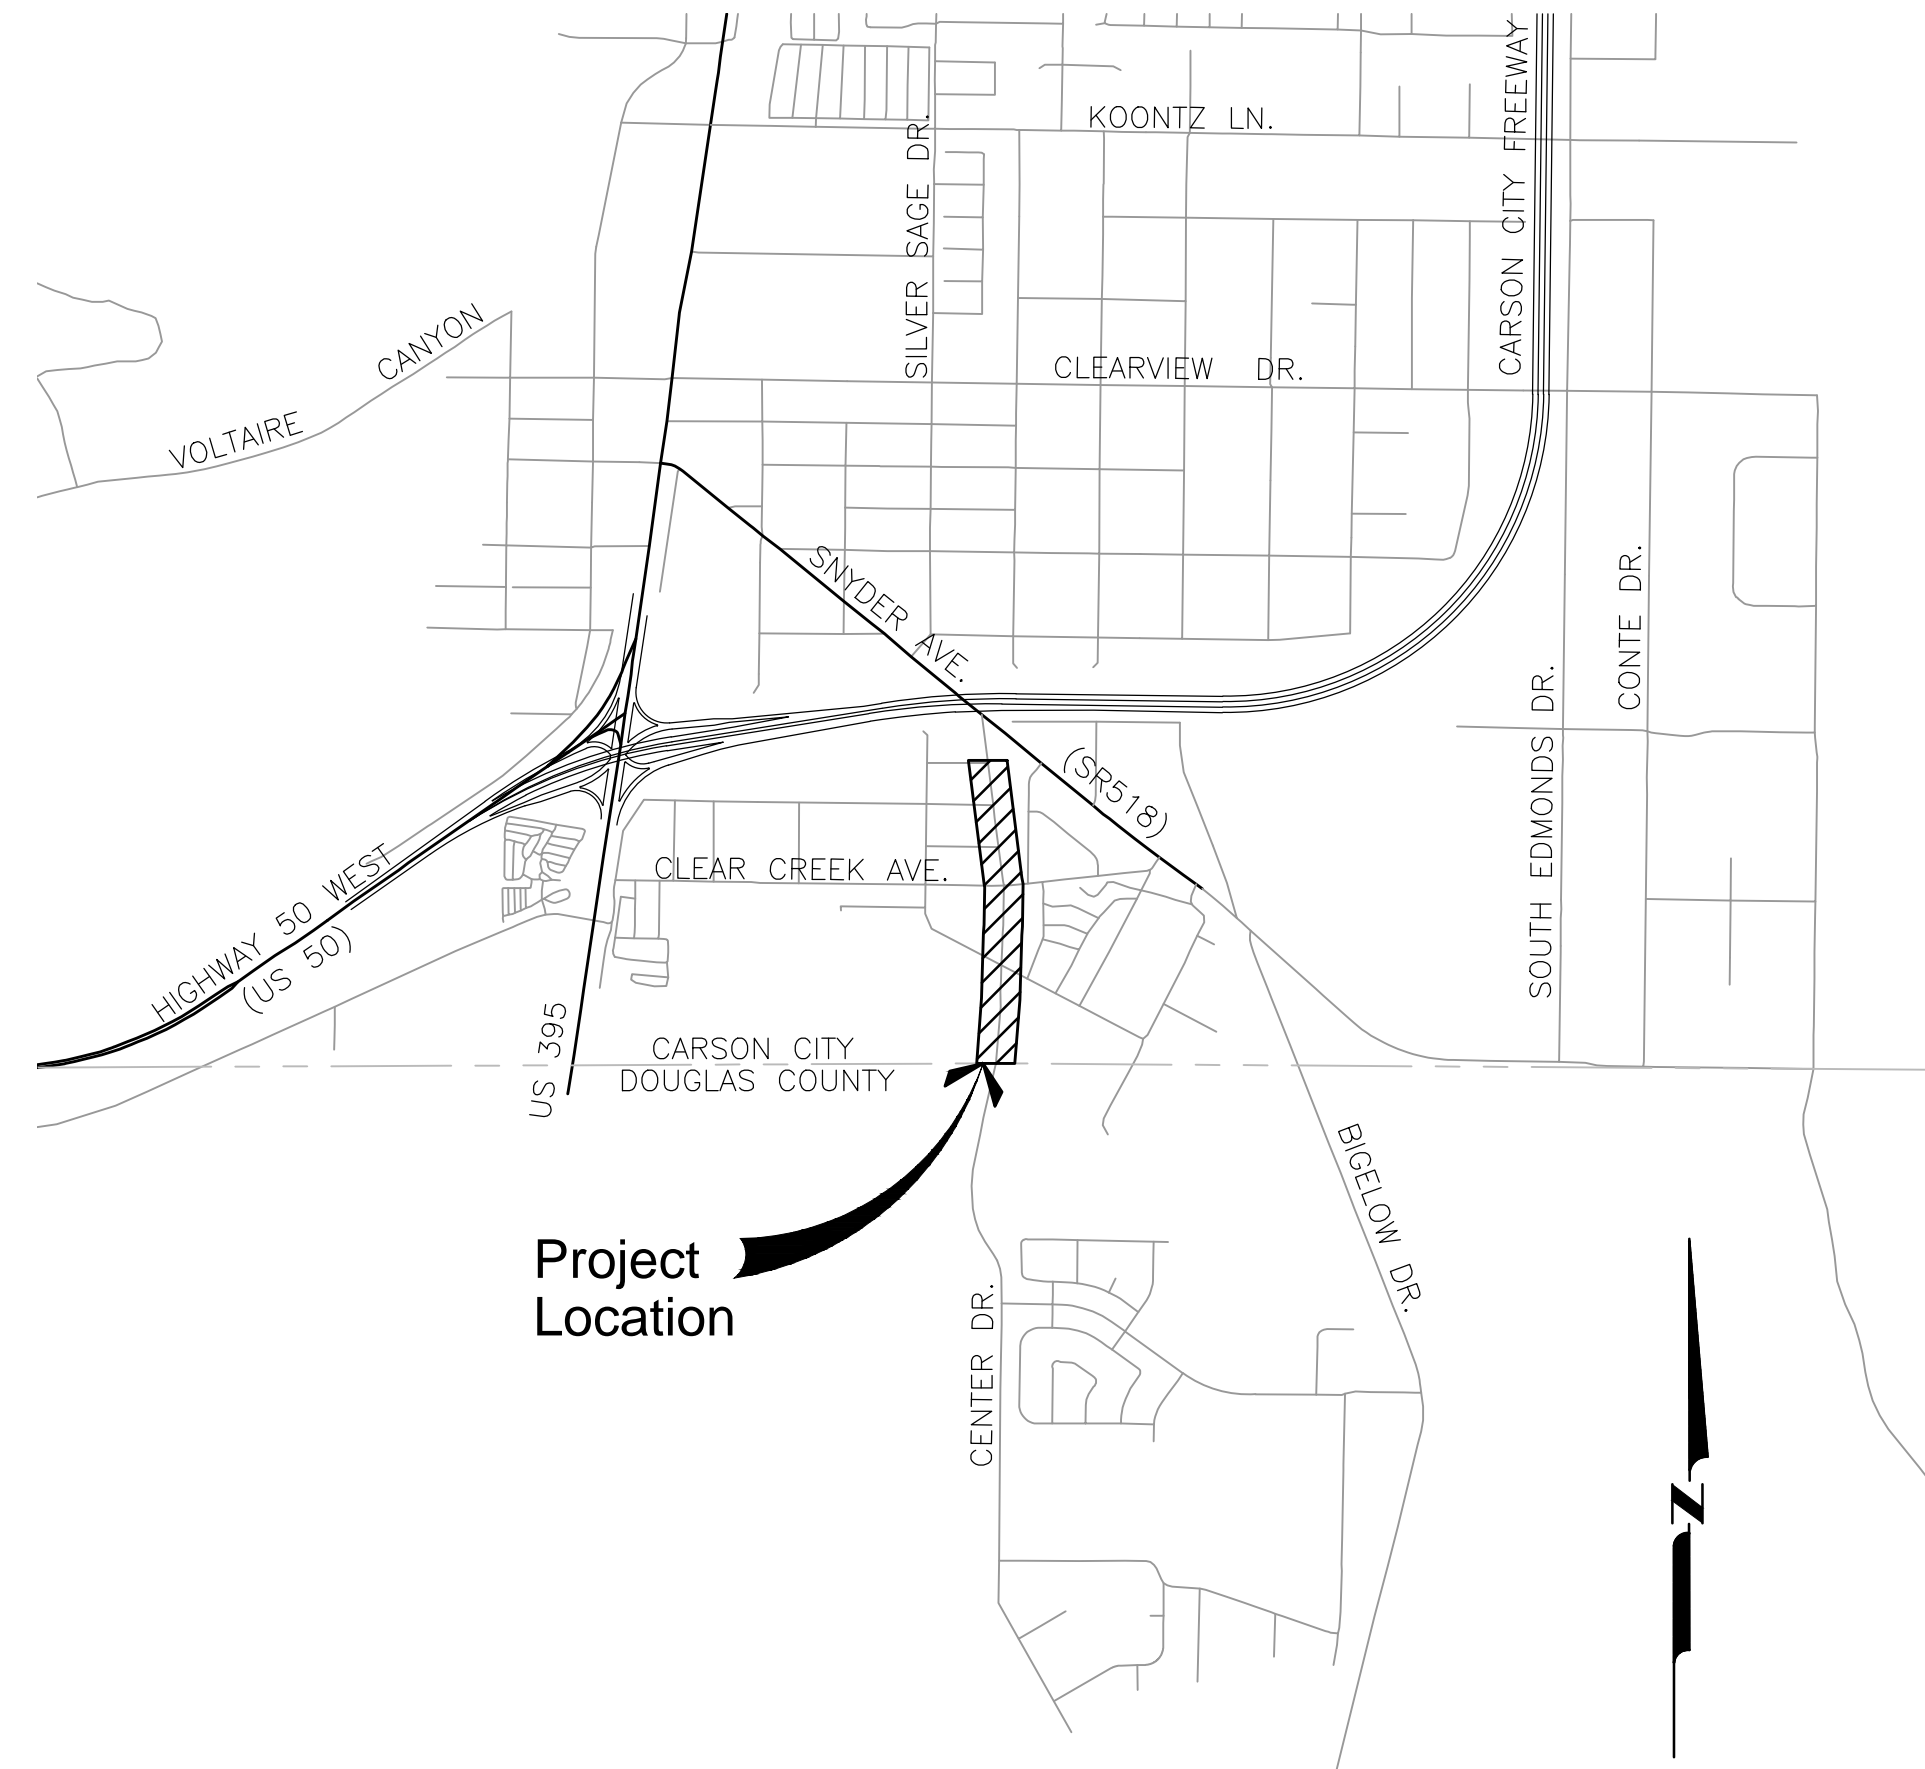 KOONTZ LN.
CARSON CITY FREEWAY
SILVER SAGE DR.
VOLTAIRE CANYON
CLEARVIEW DR.
SNYDER AVE.
(SR518)
CONTE DR.
SOUTH EDMONDS DR.
CLEAR CREEK AVE.
HIGHWAY 50 WEST
(US 50)
US 395
CARSON CITY
DOUGLAS COUNTY
BIGELOW DR.
Project
Location
CENTER DR.
N